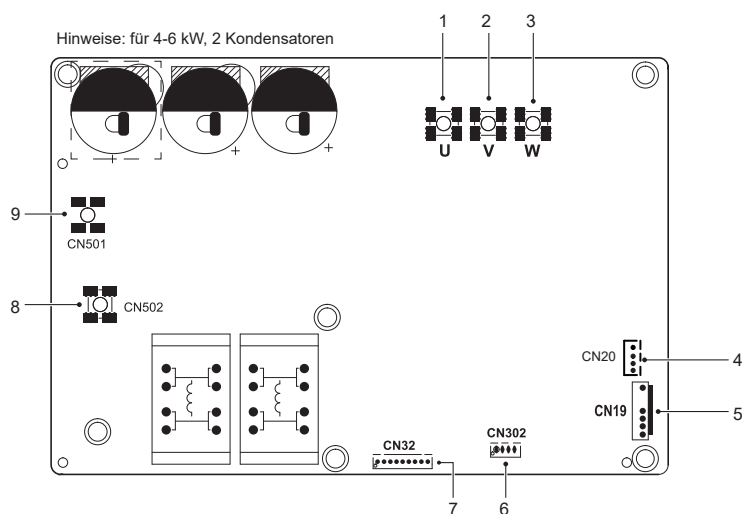 1 2 3
Hinweise: für 4-6 kW, 2 Kondensatoren
+ + +
U V W
9
CN501
8 CN502
CN20 4
CN19 5
CN32 CN302
7 6